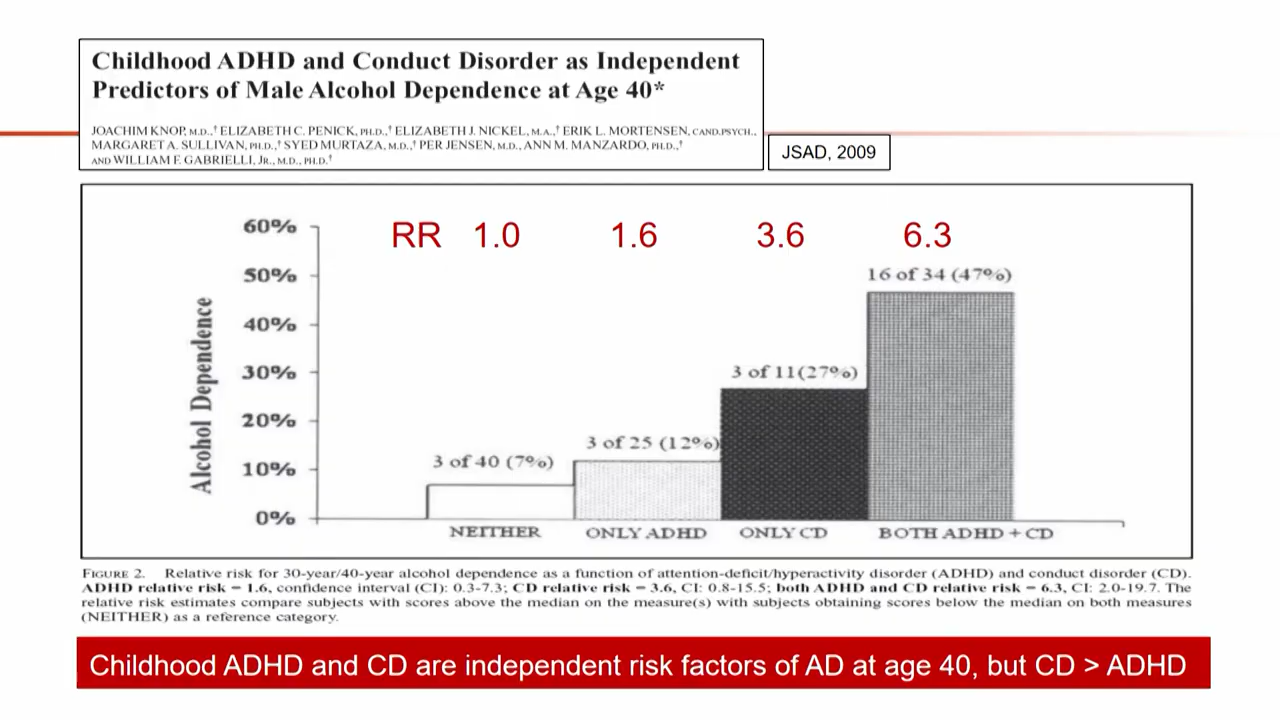 Childhood ADHD and Conduct Disorder as Independent
Predictors of Male Alcohol Dependence at Age 40*
JOACHIM KNOP, M.D.,† ELIZABETH C. PENICK, PH.D.,† ELIZABETH J. NICKEL, M.A.,† ERIK L. MORTENSEN, CAND.PSYCH.,
MARGARET A. SULLIVAN, PH.D.,† SYED MURTAZA, M.D.,† PER JENSEN, M.D., ANN M. MANZARDO, PH.D.,†
AND WILLIAM F. GABRIELLI, JR., M.D., PH.D.†
JSAD, 2009
RR 1.0 1.6 3.6 6.3
60%
50%
40%
30%
20%
10%
0%
Alcohol Dependence
3 of 40 (7%)
3 of 25 (12%)
3 of 11(27%)
16 of 34 (47%)
NEITHER ONLY ADHD ONLY CD BOTH ADHD + CD
FIGURE 2. Relative risk for 30-year/40-year alcohol dependence as a function of attention-deficit/hyperactivity disorder (ADHD) and conduct disorder (CD).
ADHD relative risk = 1.6, confidence interval (CI): 0.3-7.3; CD relative risk = 3.6, CI: 0.8-15.5; both ADHD and CD relative risk = 6.3, CI: 2.0-19.7. The
relative risk estimates compare subjects with scores above the median on the measure(s) with subjects obtaining scores below the median on both measures
(NEITHER) as a reference category.
Childhood ADHD and CD are independent risk factors of AD at age 40, but CD > ADHD